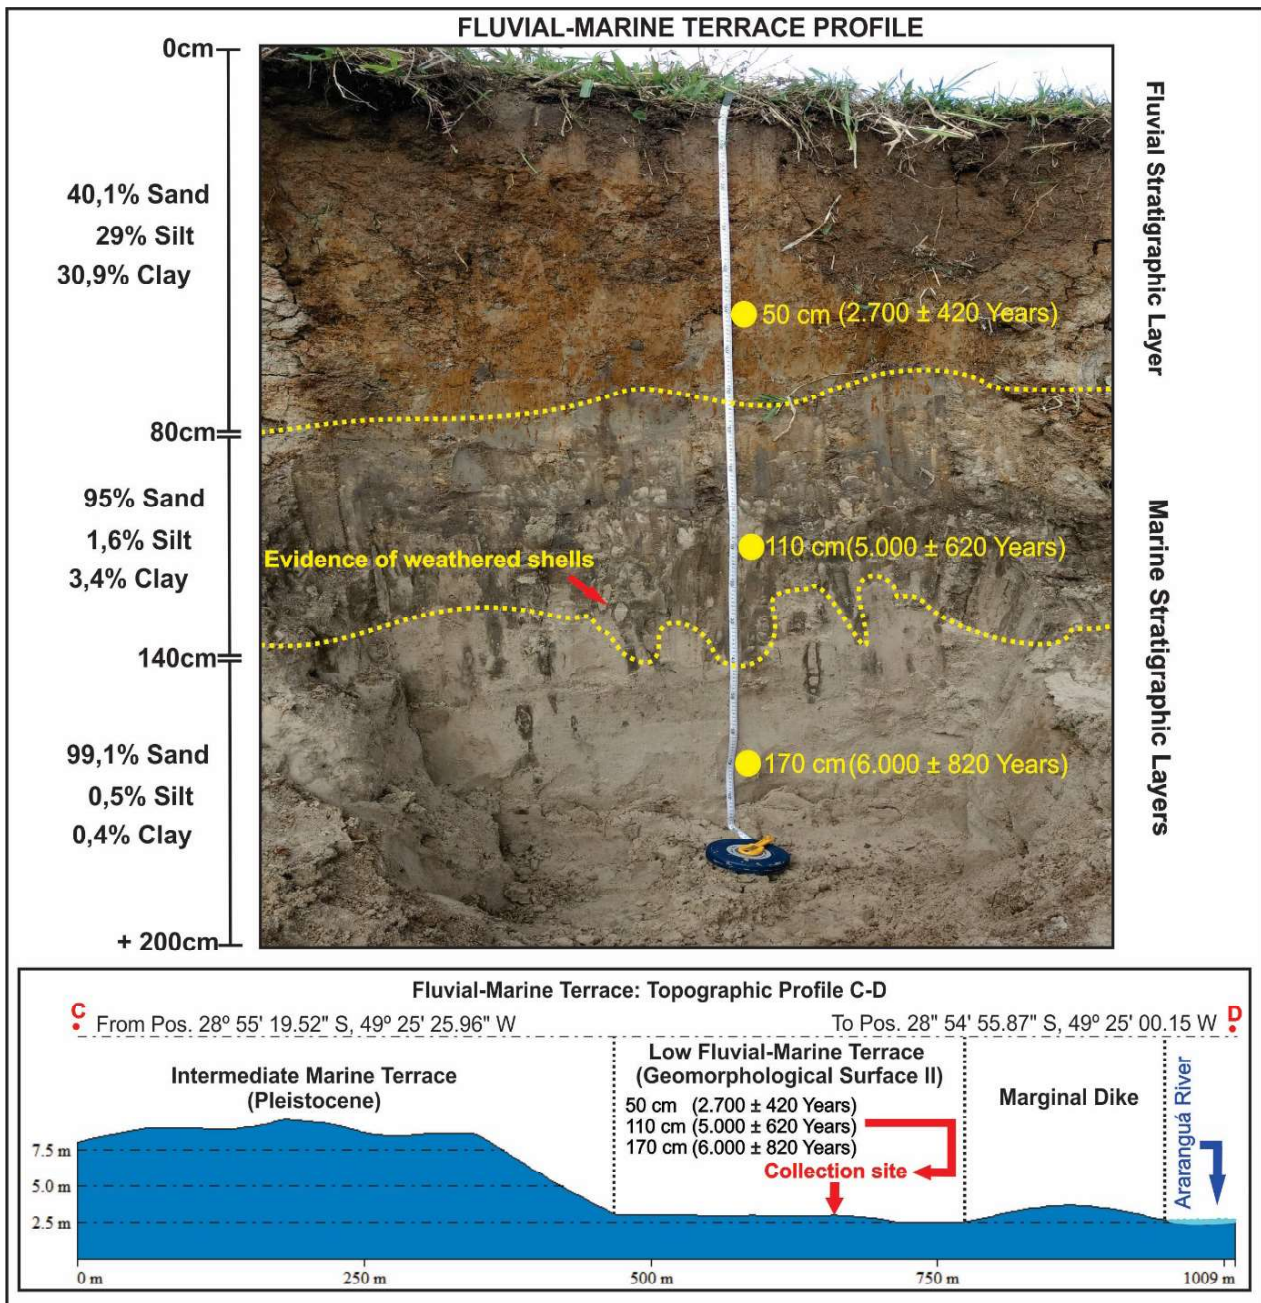 FLUVIAL-MARINE TERRACE PROFILE
0cm
40,1% Sand
29% Silt
30,9% Clay
80cm
95% Sand
1,6% Silt
3,4% Clay
140cm
99,1% Sand
0,5% Silt
0,4% Clay
+ 200cm
50 cm (2.700 ± 420 Years)
Evidence of weathered shells
110 cm (5.000 ± 620 Years)
170 cm (6.000 ± 820 Years)
Fluvial Stratigraphic Layer
Marine Stratigraphic Layers
Fluvial-Marine Terrace: Topographic Profile C-D
C
From Pos. 28º 55' 19.52" S, 49º 25' 25.96" W
To Pos. 28" 54' 55.87" S, 49º 25' 00.15 W
D
Intermediate Marine Terrace
(Pleistocene)
Low Fluvial-Marine Terrace
(Geomorphological Surface II)
50 cm (2.700 ± 420 Years)
110 cm (5.000 ± 620 Years)
170 cm (6.000 ± 820 Years)
Collection site
Marginal Dike
Araranguá River
7.5 m
5.0 m
2.5 m
0 m
250 m
500 m
750 m
1009 m